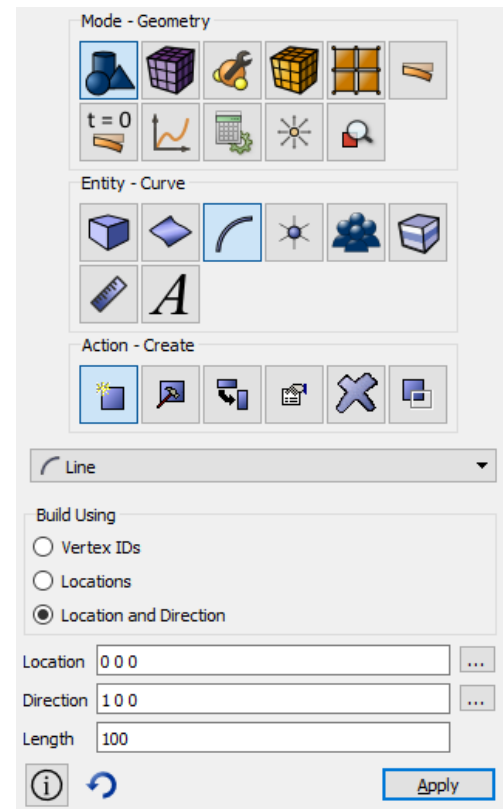 Mode - Geometry
t = 0
Entity - Curve
A
Action - Create
Line
Build Using
Vertex IDs
Locations
Location and Direction
Location 0 0 0 ...
Direction 1 0 0 ...
Length 100
i
Apply